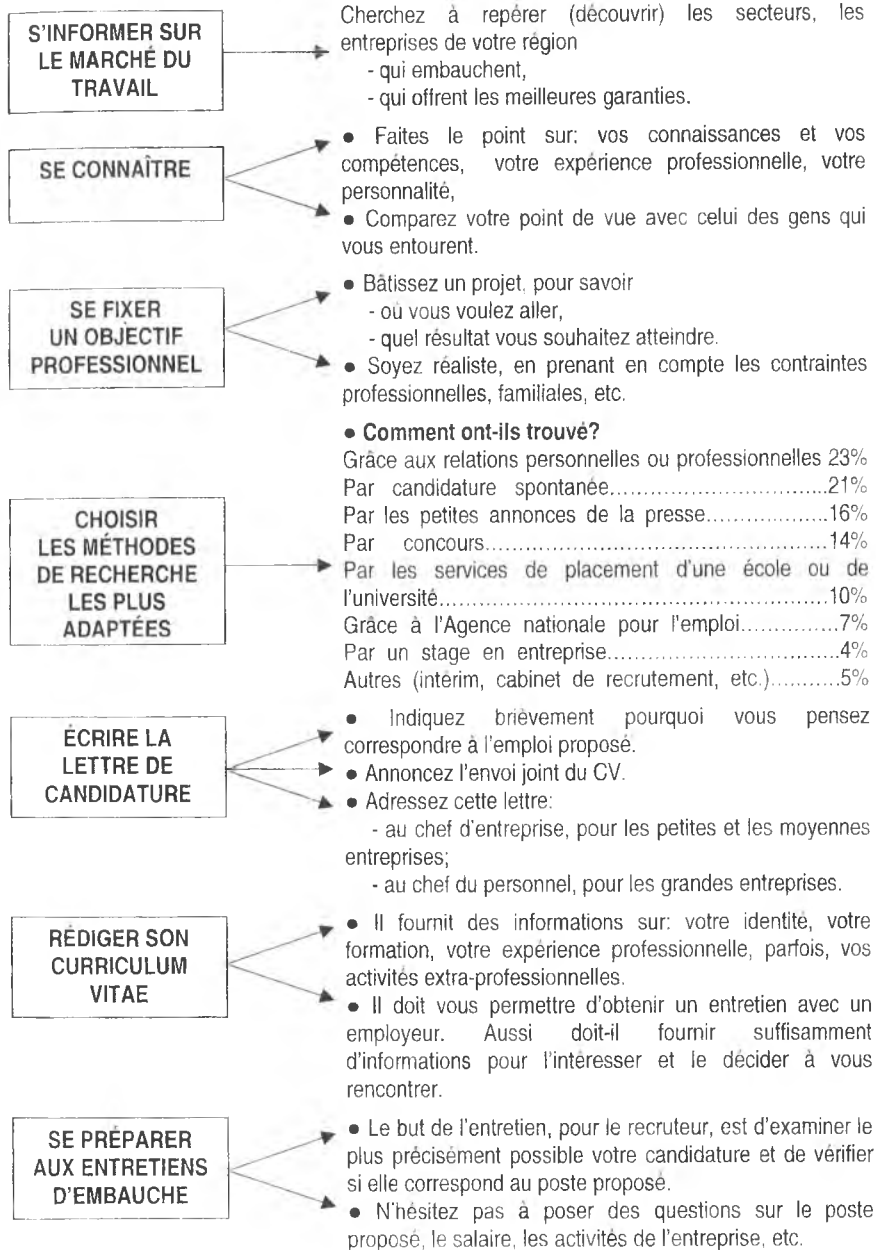 S'INFORMER SUR
LE MARCHÉ DU
TRAVAIL
Cherchez à repérer (découvrir) les secteurs, les
entreprises de votre région
- qui embauchent,
- qui offrent les meilleures garanties.
SE CONNAÎTRE
● Faites le point sur: vos connaissances et vos
compétences, votre expérience professionnelle, votre
personnalité,
● Comparez votre point de vue avec celui des gens qui
vous entourent.
SE FIXER
UN OBJECTIF
PROFESSIONNEL
● Bâtissez un projet, pour savoir
- où vous voulez aller,
- quel résultat vous souhaitez atteindre.
● Soyez réaliste, en prenant en compte les contraintes
professionnelles, familiales, etc.
CHOISIR
LES MÉTHODES
DE RECHERCHE
LES PLUS
ADAPTÉES
● Comment ont-ils trouvé?
Grâce aux relations personnelles ou professionnelles 23%
Par candidature spontanée................................21%
Par les petites annonces de la presse..................16%
Par concours...................................................14%
Par les services de placement d'une école ou de
l'université.........................................................10%
Grâce à l'Agence nationale pour l'emploi...............7%
Par un stage en entreprise..................................4%
Autres (intérim, cabinet de recrutement, etc.)...........5%
ÉCRIRE LA
LETTRE DE
CANDIDATURE
● Indiquez brièvement pourquoi vous pensez
correspondre à l'emploi proposé.
● Annoncez l'envoi joint du CV.
● Adressez cette lettre:
- au chef d'entreprise, pour les petites et les moyennes
entreprises;
- au chef du personnel, pour les grandes entreprises.
RÉDIGER SON
CURRICULUM
VITAE
● Il fournit des informations sur: votre identité, votre
formation, votre expérience professionnelle, parfois, vos
activités extra-professionnelles.
● Il doit vous permettre d'obtenir un entretien avec un
employeur. Aussi doit-il fournir suffisamment
d'informations pour l'intéresser et le décider à vous
rencontrer.
SE PRÉPARER
AUX ENTRETIENS
D'EMBAUCHE
● Le but de l'entretien, pour le recruteur, est d'examiner le
plus précisément possible votre candidature et de vérifier
si elle correspond au poste proposé.
● N'hésitez pas à poser des questions sur le poste
proposé, le salaire, les activités de l'entreprise, etc.